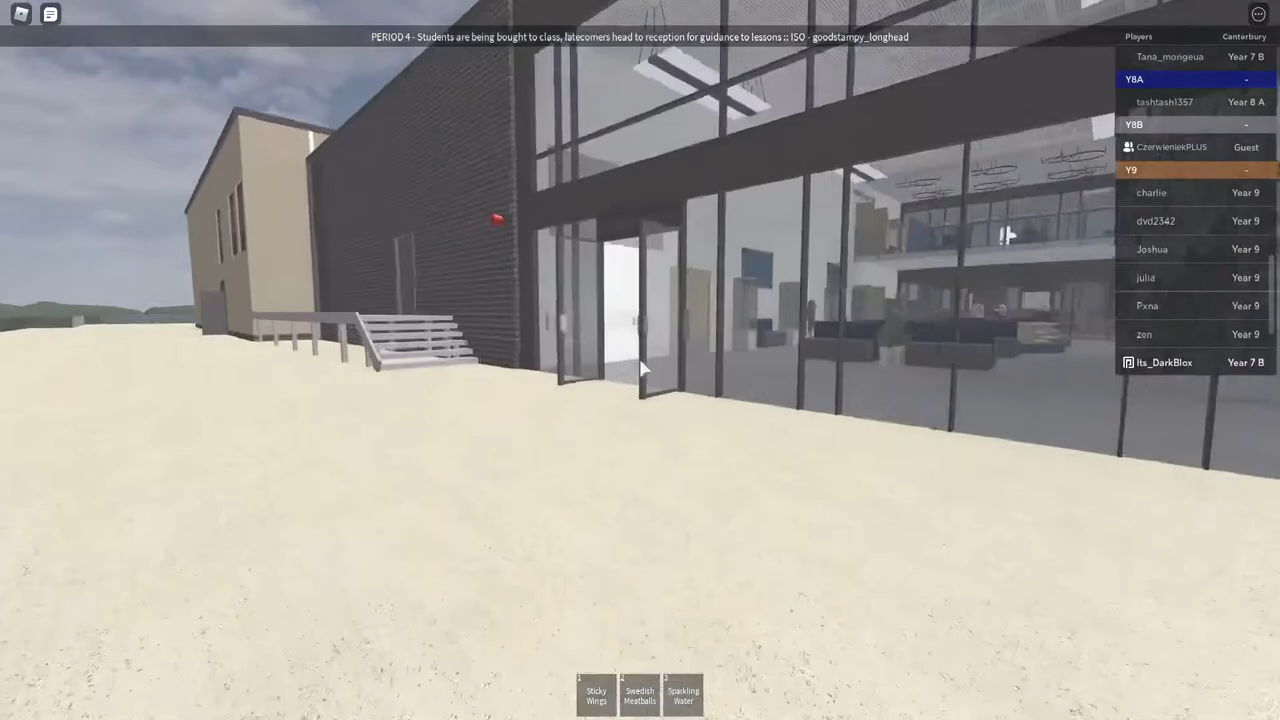 PERIOD 4 - Students are being bought to class, latecomers head to reception for guidance to lessons :: ISO - goodstampy_longhead
Players Canterbury
Tana_mongeua Year 7 B
Y8A -
tashtash1357 Year 8 A
Y8B -
CzerwieniekPLUS Guest
Y9 -
charlie Year 9
dvd2342 Year 9
Joshua Year 9
julia Year 9
Pxna Year 9
zen Year 9
Its_DarkBlox Year 7 B
1 2 3
Sticky Wings
Swedish Meatballs
Sparkling Water